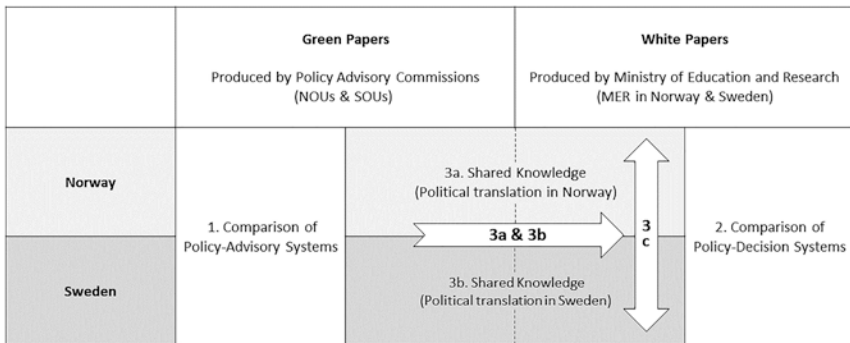 Green Papers
Produced by Policy Advisory Commissions
(NOUs & SOUs)
White Papers
Produced by Ministry of Education and Research
(MER in Norway & Sweden)
Norway
3a. Shared Knowledge
(Political translation in Norway)
1. Comparison of
Policy-Advisory Systems
3a & 3b
3
c
2. Comparison of
Policy-Decision Systems
Sweden
3b. Shared Knowledge
(Political translation in Sweden)